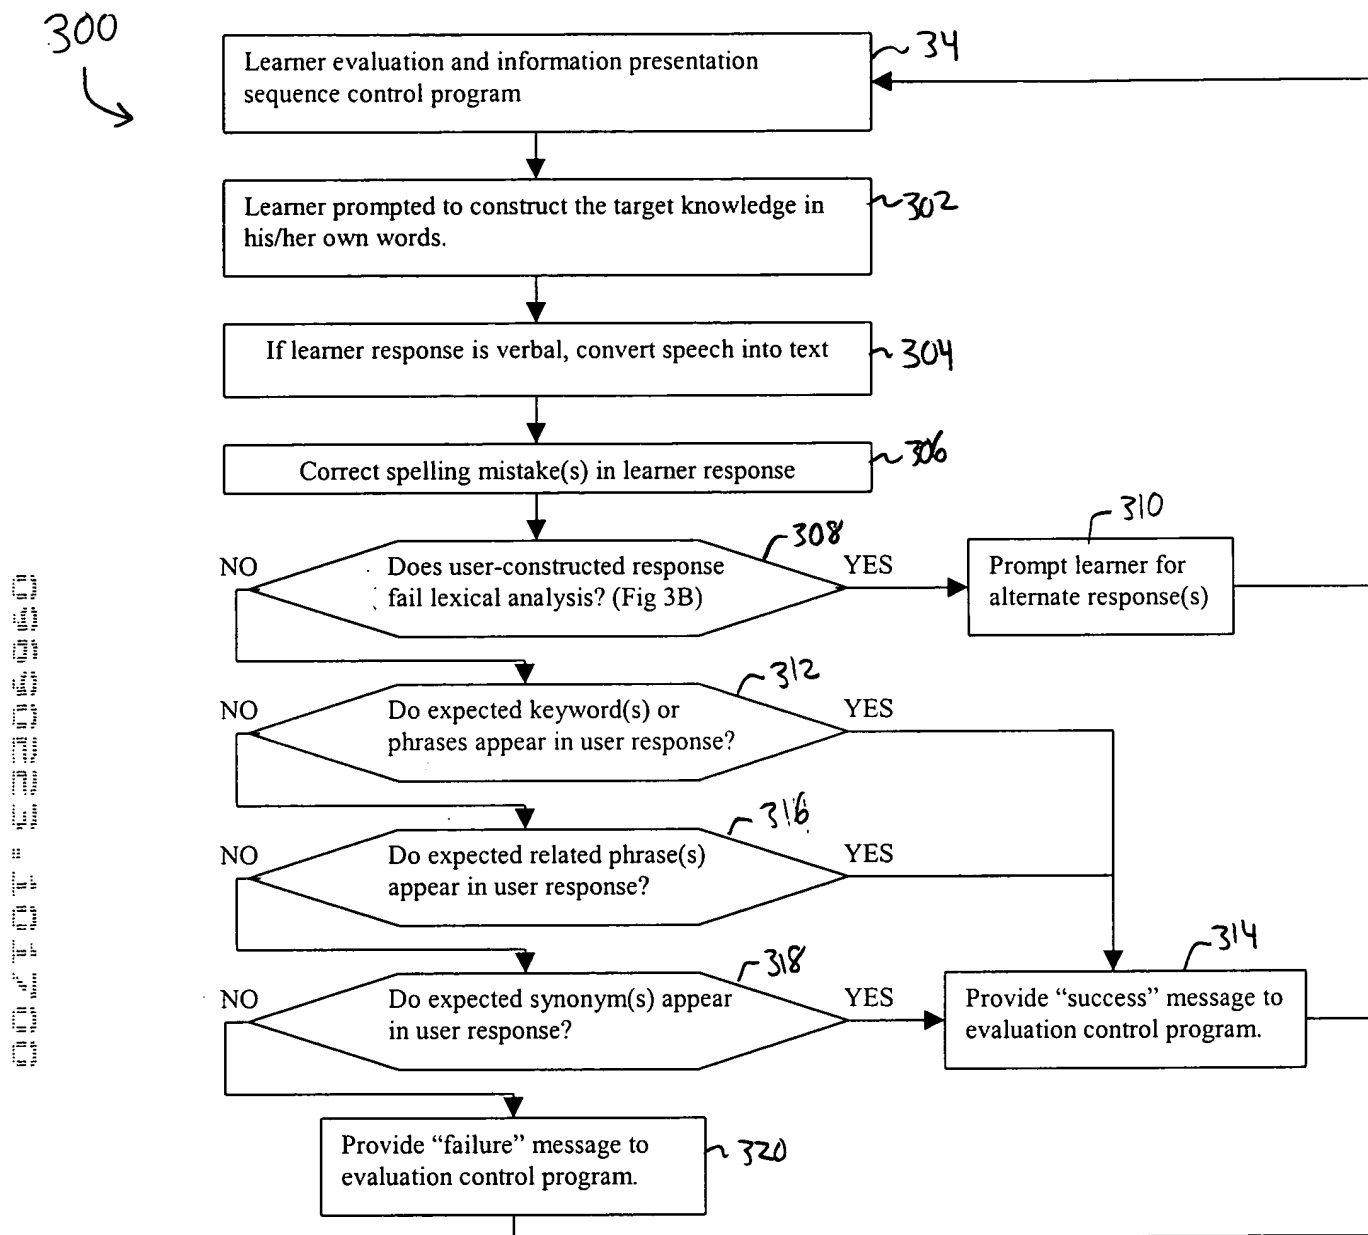 300
34
Learner evaluation and information presentation
sequence control program
Learner prompted to construct the target knowledge in
his/her own words.
302
If learner response is verbal, convert speech into text
304
Correct spelling mistake(s) in learner response
306
308
310
NO
Does user-constructed response
fail lexical analysis? (Fig 3B)
YES
Prompt learner for
alternate response(s)
312
NO
Do expected keyword(s) or
phrases appear in user response?
YES
316
NO
Do expected related phrase(s)
appear in user response?
YES
318
314
NO
Do expected synonym(s) appear
in user response?
YES
Provide “success” message to
evaluation control program.
Provide “failure” message to
evaluation control program.
320